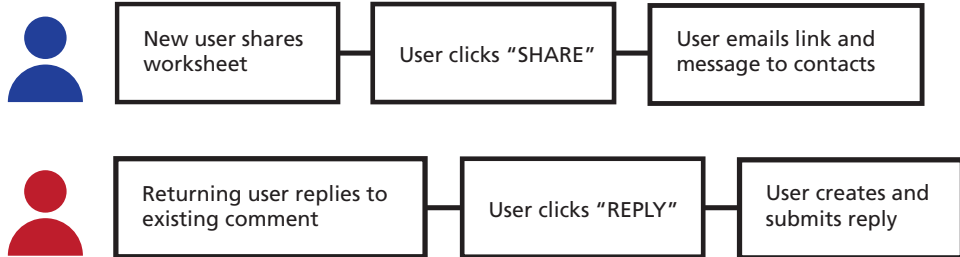 New user shares
worksheet
User clicks “SHARE”
User emails link and
message to contacts
Returning user replies to
existing comment
User clicks “REPLY”
User creates and
submits reply